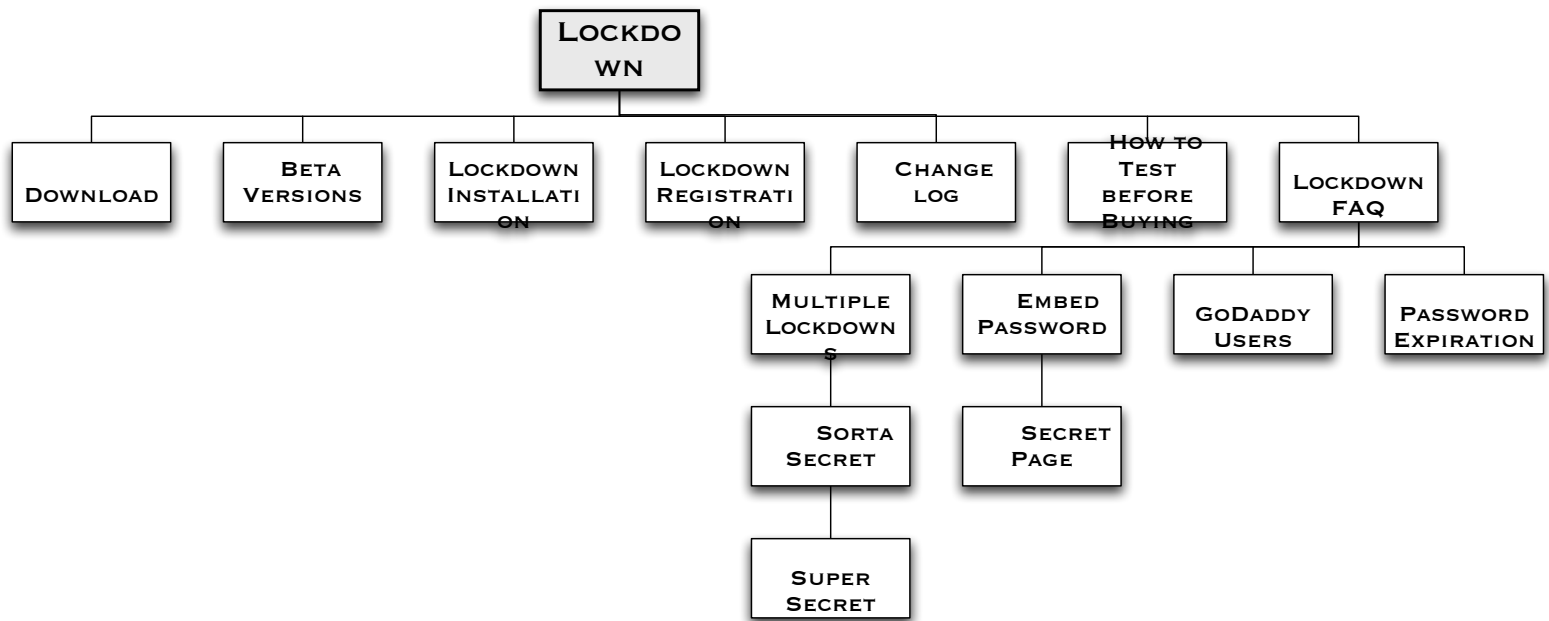 LOCKDO
WN
DOWNLOAD
BETA
VERSIONS
LOCKDOWN
INSTALLATI
ON
LOCKDOWN
REGISTRATI
ON
CHANGE
LOG
HOW TO
TEST
BEFORE
BUYING
LOCKDOWN
FAQ
MULTIPLE
LOCKDOWN
S
EMBED
PASSWORD
GODADDY
USERS
PASSWORD
EXPIRATION
SORTA
SECRET
SECRET
PAGE
SUPER
SECRET